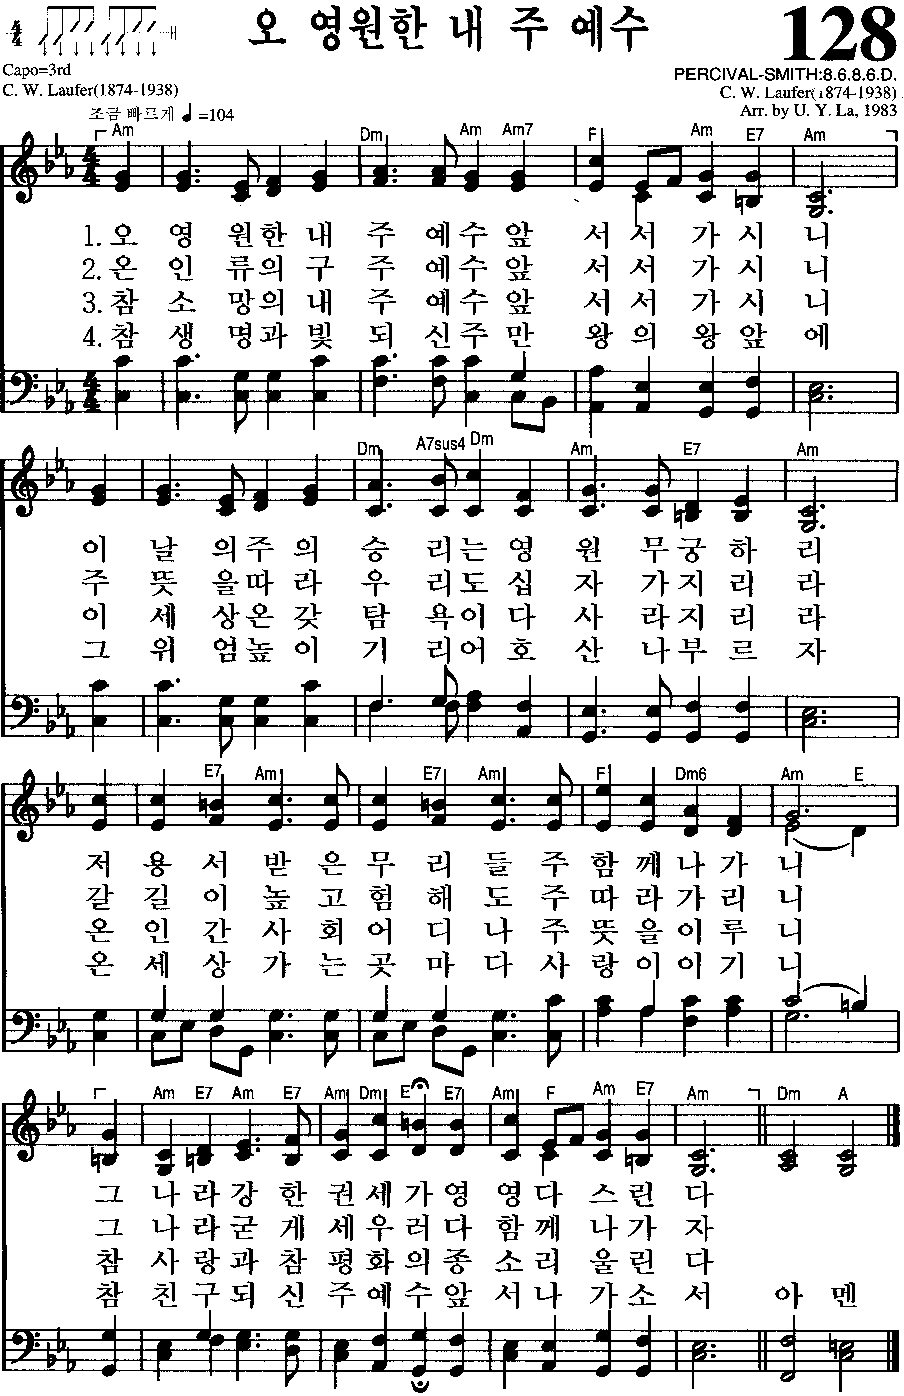 오 영원한 내 주 예수
128
Capo=3rd
PERCIVAL-SMITH:8.6.8.6.D.
C. W. Laufer(1874-1938)
C. W. Laufer(1874-1938)
조금 빠르게 ♩=104
Arr. by U. Y. La, 1983
Am Dm Am Am7 F Am E7 Am
1. 오 영 원한 내 주 예수 앞 서 서 가 시 니
2. 온 인 류의 구 주 예수 앞 서 서 가 시 니
3. 참 소 망의 내 주 예수 앞 서 서 가 시 니
4. 참 생 명과 빛 되 신주 만 왕 의 왕 앞 에
Dm A7sus4 Dm Am E7 Am
이 날 의주 의 승 리는 영 원 무궁 하 리
주 뜻 을따 라 우 리도 십 자 가지 리 라
이 세 상온 갖 탐 욕이 다 사 라지 리 라
그 위 엄높 이 기 리어 호 산 나부 르 자
E7 Am E7 Am F Dm6 Am E
저 용 서 받 은 무 리 들 주 함 께 나 가 니
갈 길 이 높 고 험 해 도 주 따 라 가 리 니
온 인 간 사 회 어 디 나 주 뜻 을 이 루 니
온 세 상 가 는 곳 마 다 사 랑 이 이 기 니
Am E7 Am E7 Am Dm E E7 Am F Am E7 Am Dm A
그 나 라 강 한 권 세 가 영 영 다 스 린 다
그 나 라 굳 게 세 우 러 다 함 께 나 가 자
참 사 랑 과 참 평 화 의 종 소 리 울 린 다
참 친 구 되 신 주 예 수 앞 서 나 가 소 서 아 멘